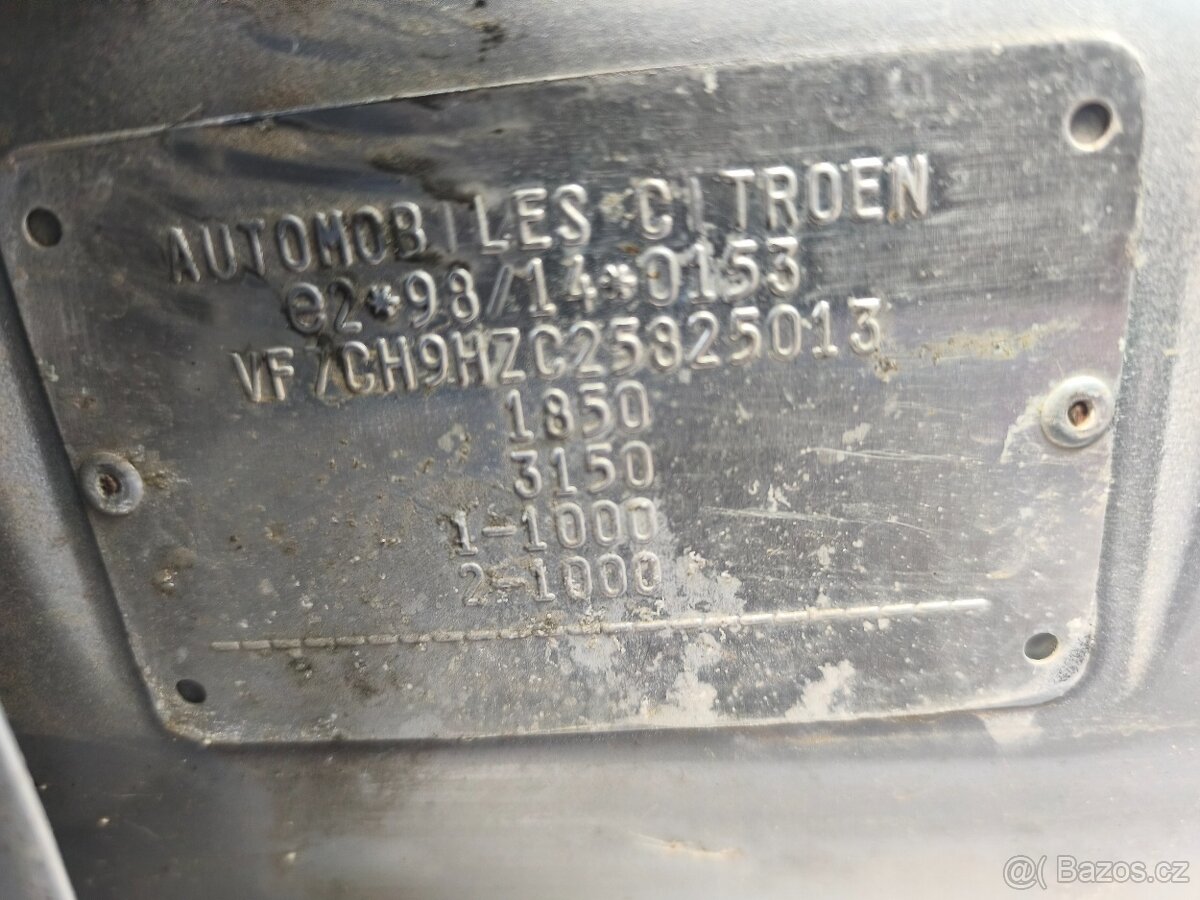 AUTOMOBILES CITROEN
e2*98/14*0153
VF7CH9HZC25825013
1850
3150
1-1000
2-1000
@( Bazos.cz